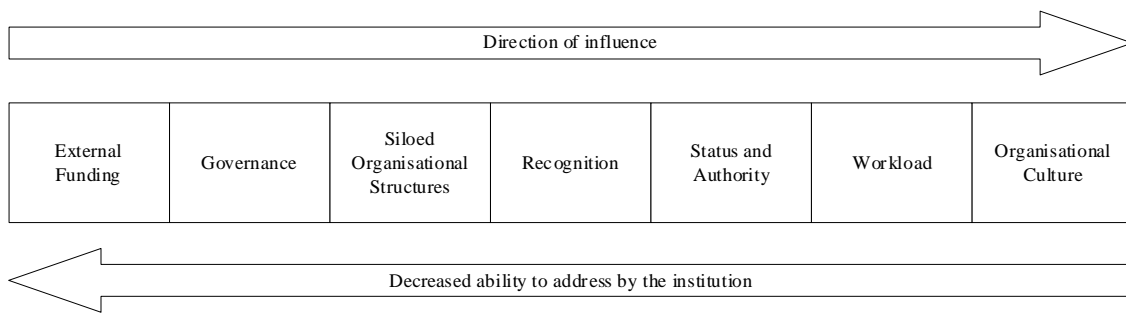 Direction of influence
External
Funding
Governance
Siloed
Organisational
Structures
Recognition
Status and
Authority
Workload
Organisational
Culture
Decreased ability to address by the institution